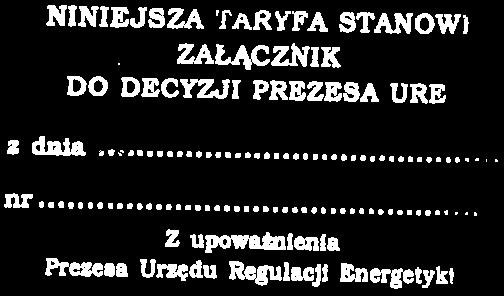 NINIEJSZA TARYFA STANOWI
ZAŁĄCZNIK
DO DECYZJI PREZESA URE
z dnia ..........................................
nr ................................................
Z upoważnienia
Prezesa Urzędu Regulacji Energetyki